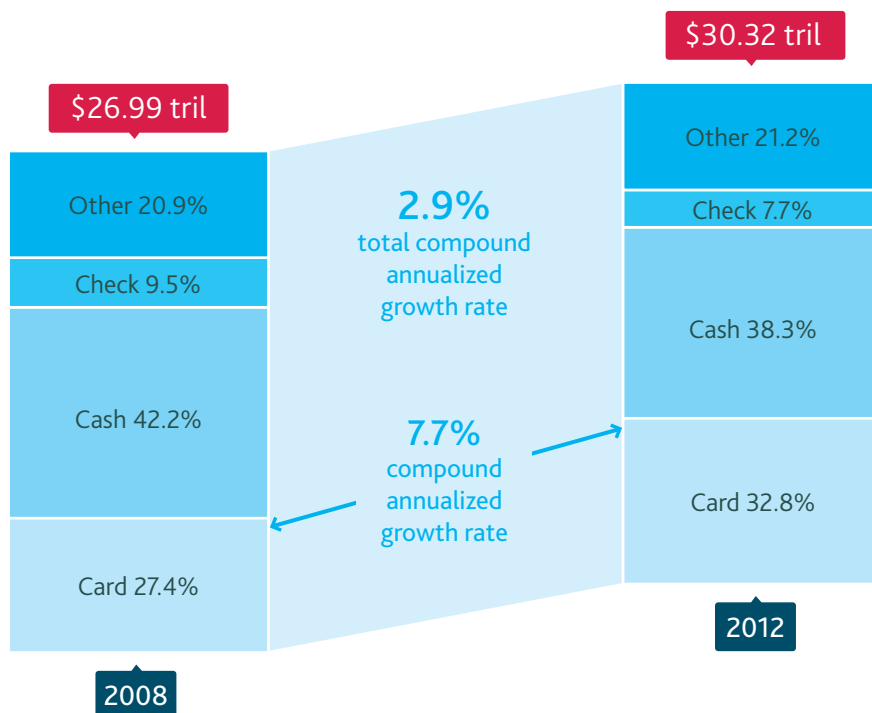 $26.99 tril
Other 20.9%
Check 9.5%
Cash 42.2%
Card 27.4%
2008
2.9%
total compound
annualized
growth rate
7.7%
compound
annualized
growth rate
$30.32 tril
Other 21.2%
Check 7.7%
Cash 38.3%
Card 32.8%
2012